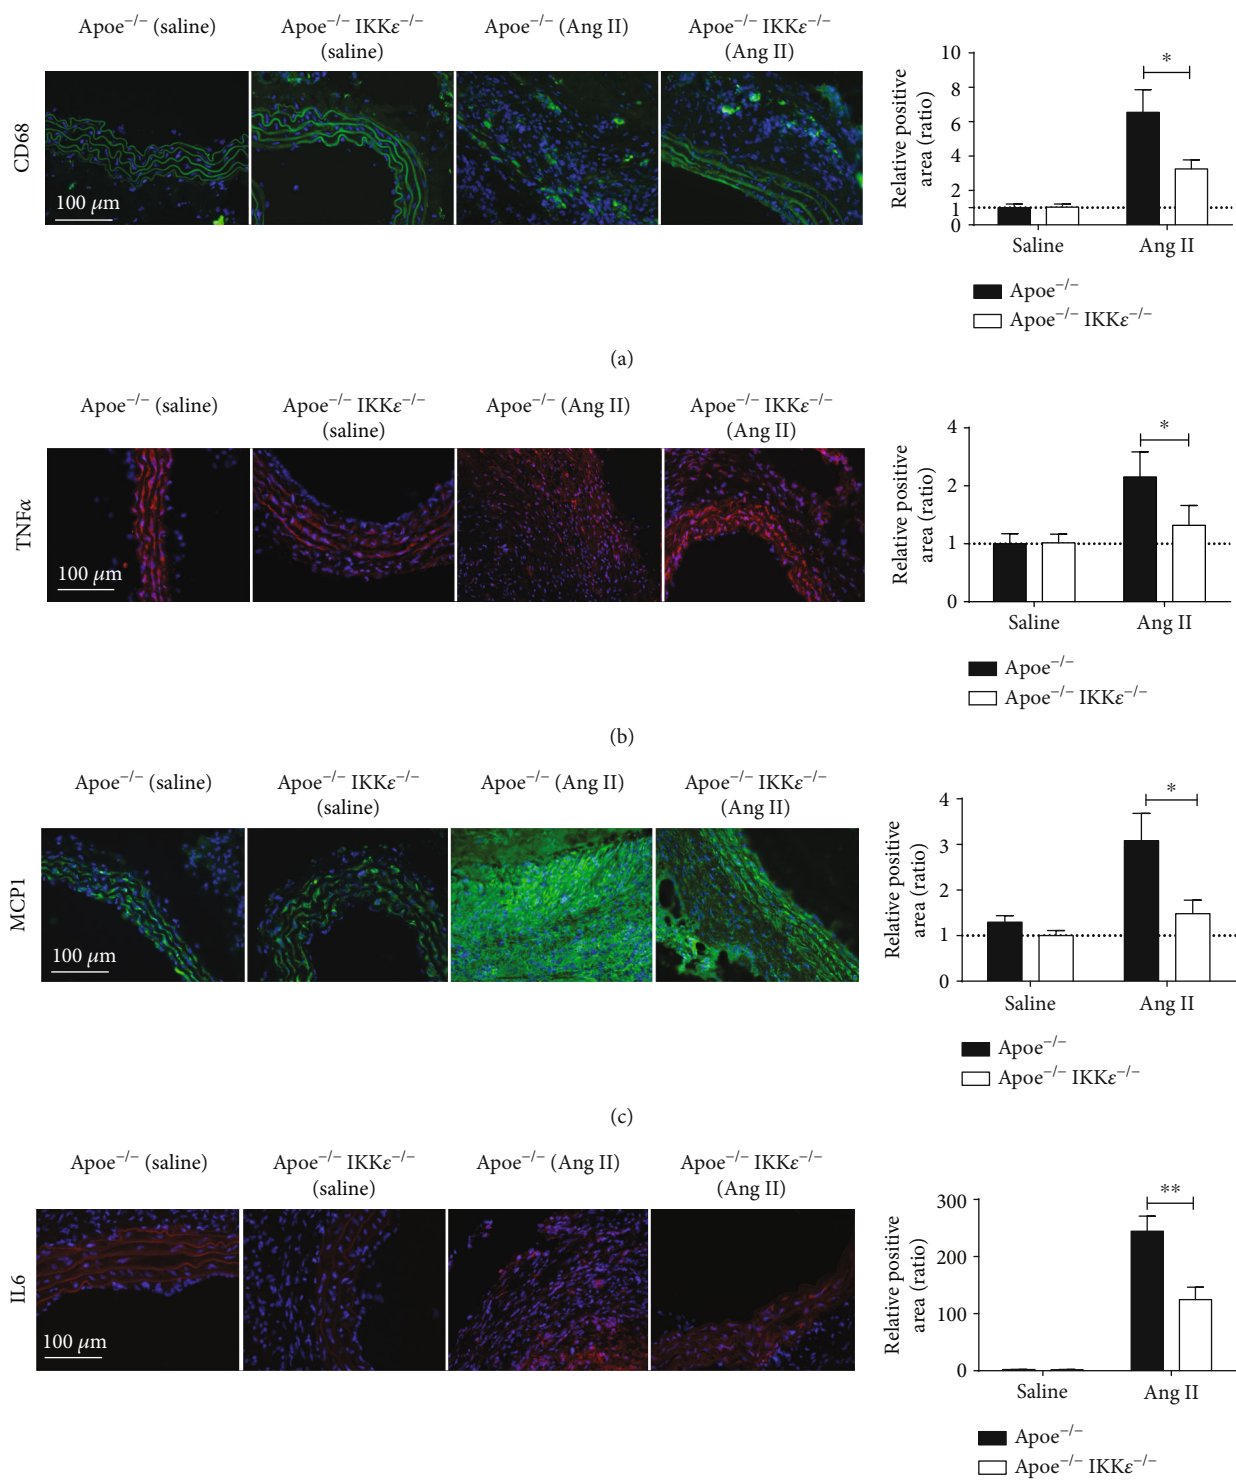 Apoe−/− (saline)
Apoe−/− IKKε−/−
(saline)
Apoe−/− (Ang II)
Apoe−/− IKKε−/−
(Ang II)
CD68
100 μm
Relative positive
area (ratio)
10
8
6
4
2
1
0
*
Saline
Ang II
Apoe−/−
Apoe−/− IKKε−/−
(a)
Apoe−/− (saline)
Apoe−/− IKKε−/−
(saline)
Apoe−/− (Ang II)
Apoe−/− IKKε−/−
(Ang II)
TNFα
100 μm
Relative positive
area (ratio)
4
2
1
0
*
Saline
Ang II
Apoe−/−
Apoe−/− IKKε−/−
(b)
Apoe−/− (saline)
Apoe−/− IKKε−/−
(saline)
Apoe−/− (Ang II)
Apoe−/− IKKε−/−
(Ang II)
MCP1
100 μm
Relative positive
area (ratio)
4
3
2
1
0
*
Saline
Ang II
Apoe−/−
Apoe−/− IKKε−/−
(c)
Apoe−/− (saline)
Apoe−/− IKKε−/−
(saline)
Apoe−/− (Ang II)
Apoe−/− IKKε−/−
(Ang II)
IL6
100 μm
Relative positive
area (ratio)
300
200
100
0
**
Saline
Ang II
Apoe−/−
Apoe−/− IKKε−/−